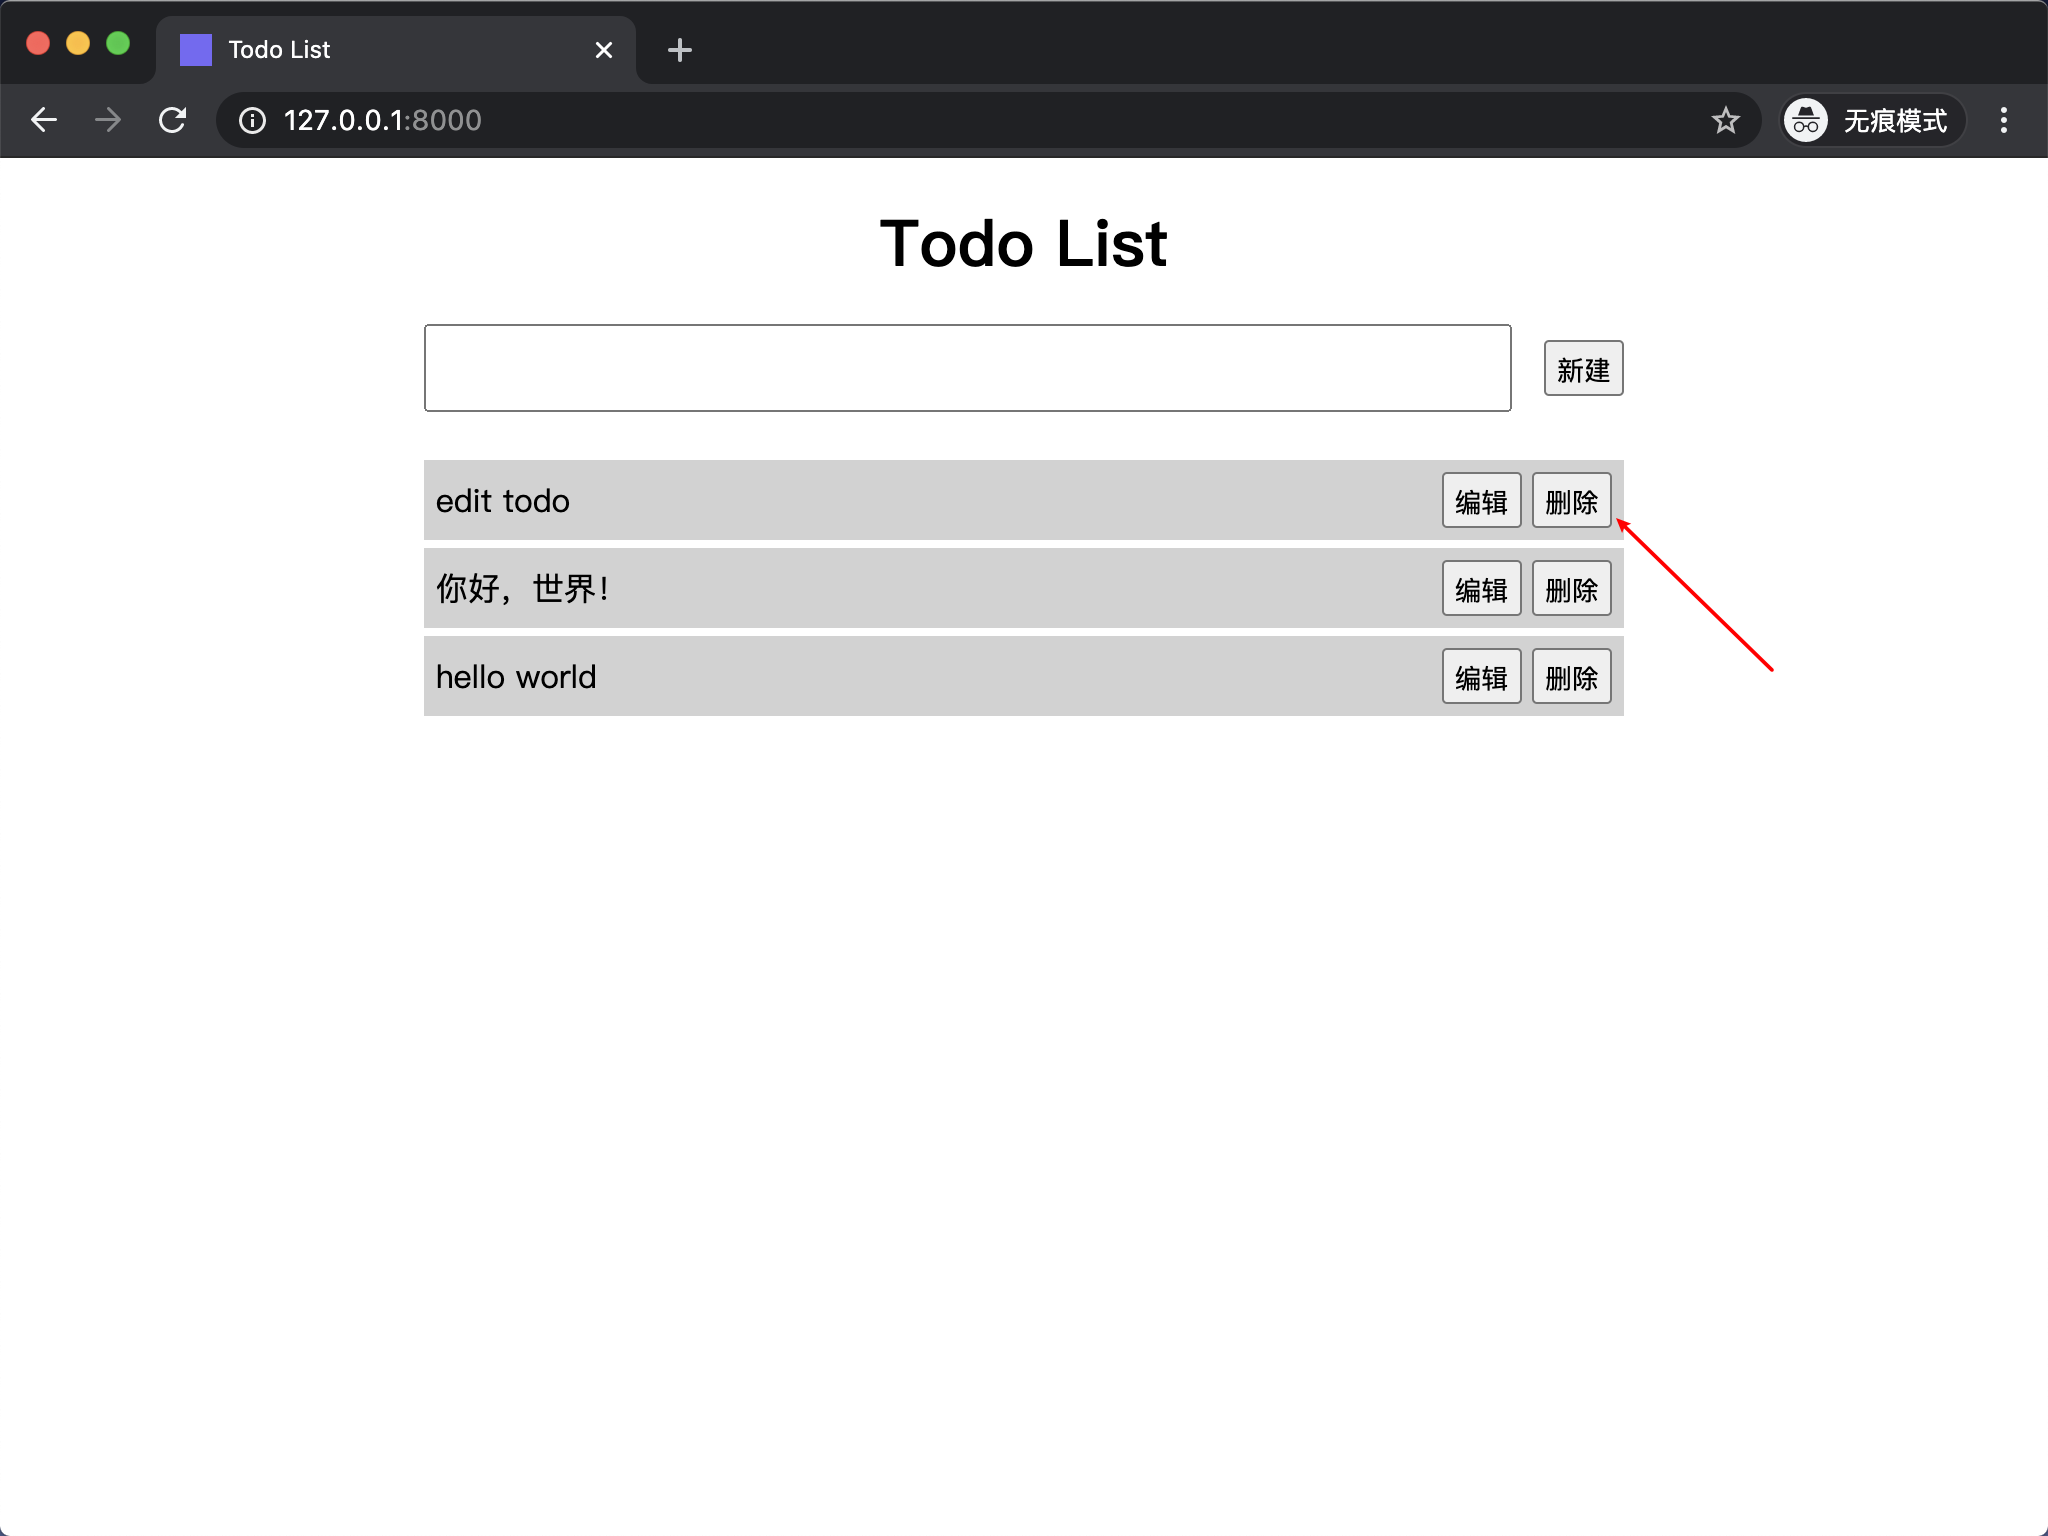 Todo List
127.0.0.1:8000
无痕模式
Todo List
新建
edit todo 编辑 删除
你好，世界！ 编辑 删除
hello world 编辑 删除